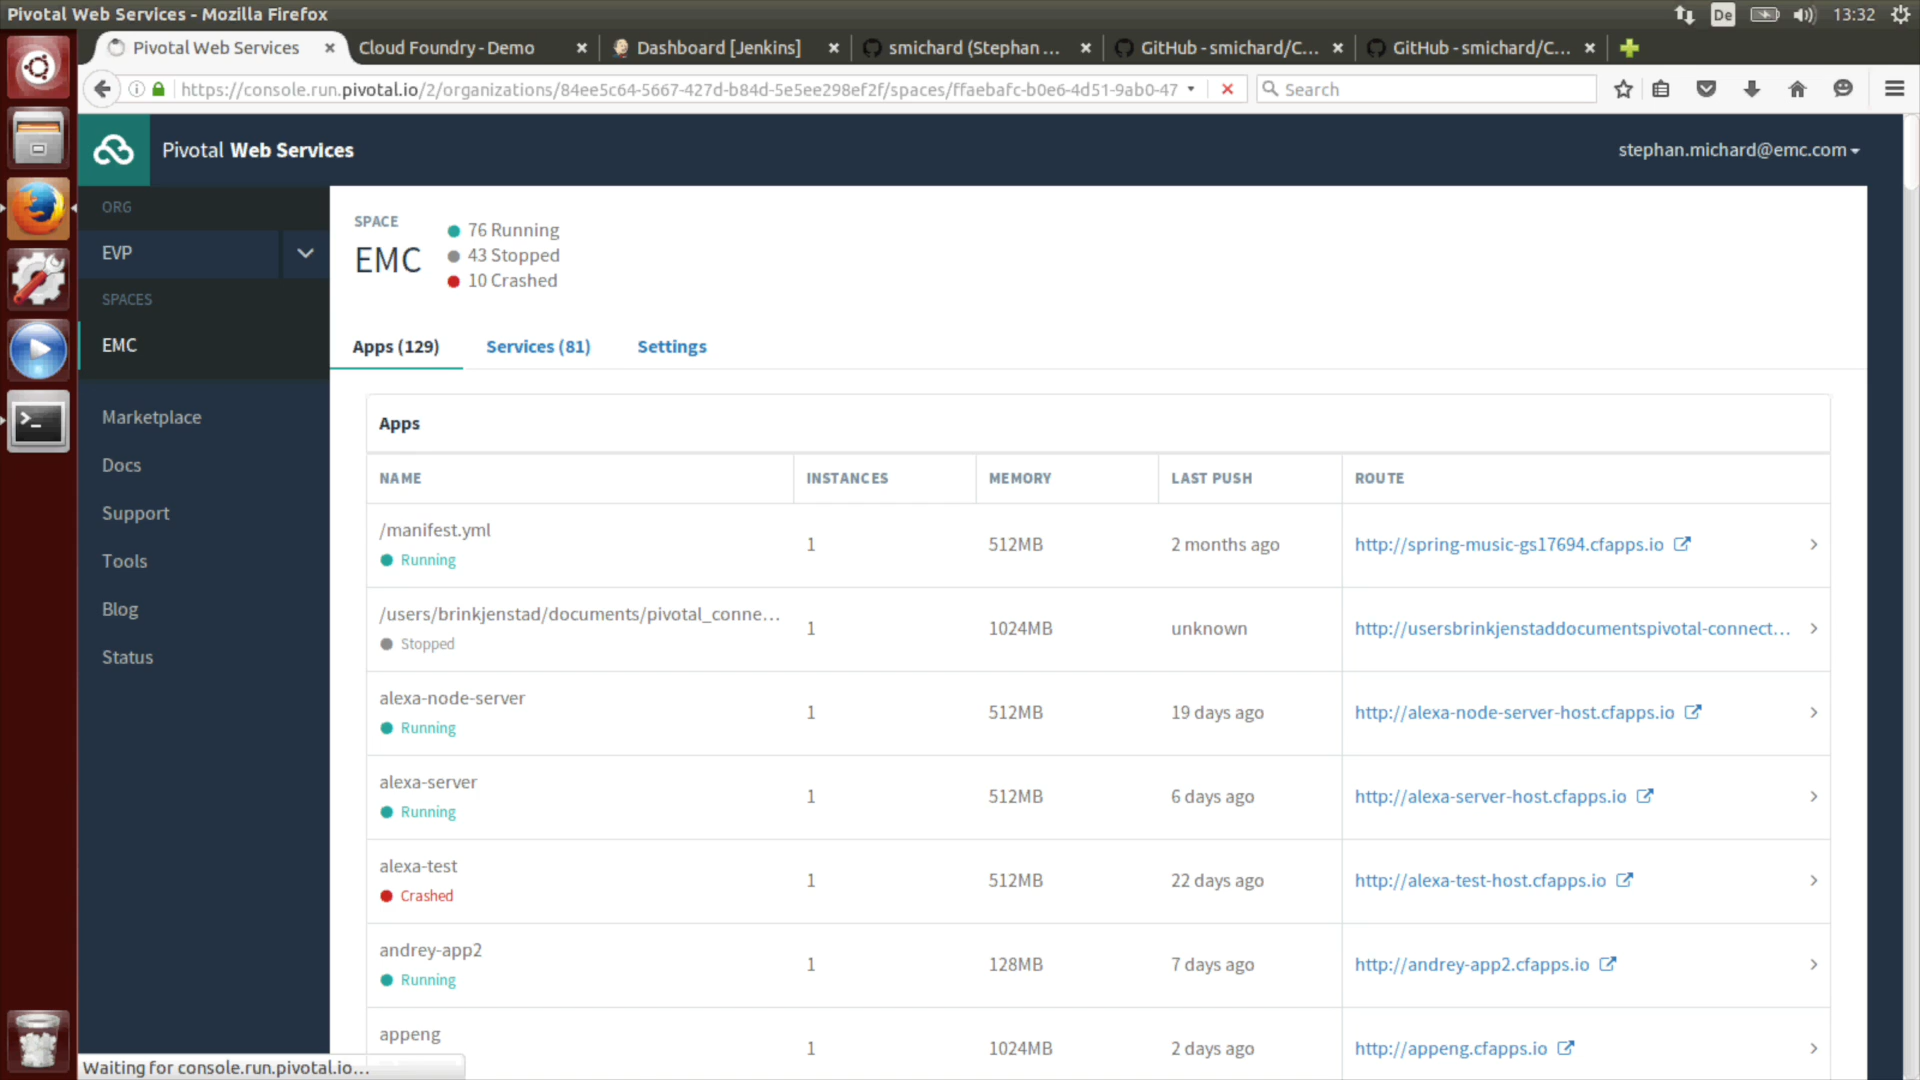 Pivotal Web Services - Mozilla Firefox
De
13:32
Pivotal Web Services
Cloud Foundry - Demo
Dashboard [Jenkins]
smichard (Stephan ...
GitHub - smichard/C...
GitHub - smichard/C...
https://console.run.pivotal.io/2/organizations/84ee5c64-5667-427d-b84d-5e5ee298ef2f/spaces/ffaebafc-b0e6-4d51-9ab0-47
Search
Pivotal Web Services
stephan.michard@emc.com
ORG
EVP
SPACES
EMC
Marketplace
Docs
Support
Tools
Blog
Status
SPACE
EMC
76 Running
43 Stopped
10 Crashed
Apps (129)
Services (81)
Settings
Apps
NAME INSTANCES MEMORY LAST PUSH ROUTE
/manifest.yml
Running
1 512MB 2 months ago http://spring-music-gs17694.cfapps.io
/users/brinkjenstad/documents/pivotal_conne...
Stopped
1 1024MB unknown http://usersbrinkjenstaddocumentspivotal-connect...
alexa-node-server
Running
1 512MB 19 days ago http://alexa-node-server-host.cfapps.io
alexa-server
Running
1 512MB 6 days ago http://alexa-server-host.cfapps.io
alexa-test
Crashed
1 512MB 22 days ago http://alexa-test-host.cfapps.io
andrey-app2
Running
1 128MB 7 days ago http://andrey-app2.cfapps.io
appeng
1 1024MB 2 days ago http://appeng.cfapps.io
Waiting for console.run.pivotal.io...